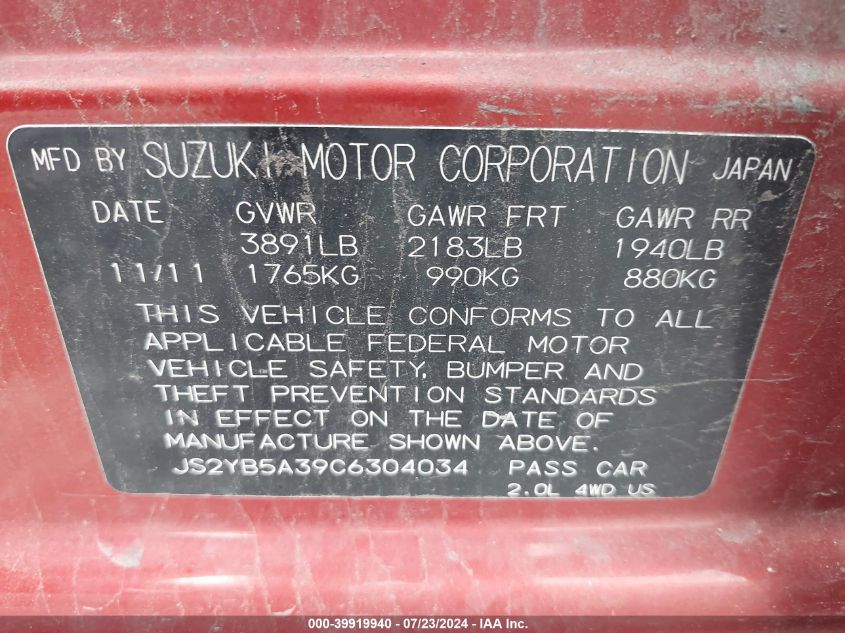 MFD BY SUZUKI MOTOR CORPORATION JAPAN
DATE GVWR GAWR FRT GAWR RR
3891LB 2183LB 1940LB
11/11 1765KG 990KG 880KG
THIS VEHICLE CONFORMS TO ALL
APPLICABLE FEDERAL MOTOR
VEHICLE SAFETY, BUMPER AND
THEFT PREVENTION STANDARDS
IN EFFECT ON THE DATE OF
MANUFACTURE SHOWN ABOVE.
JS2YB5A39C6304034 PASS CAR
2.0L 4WD US
000-39919940 - 07/23/2024 - IAA Inc.